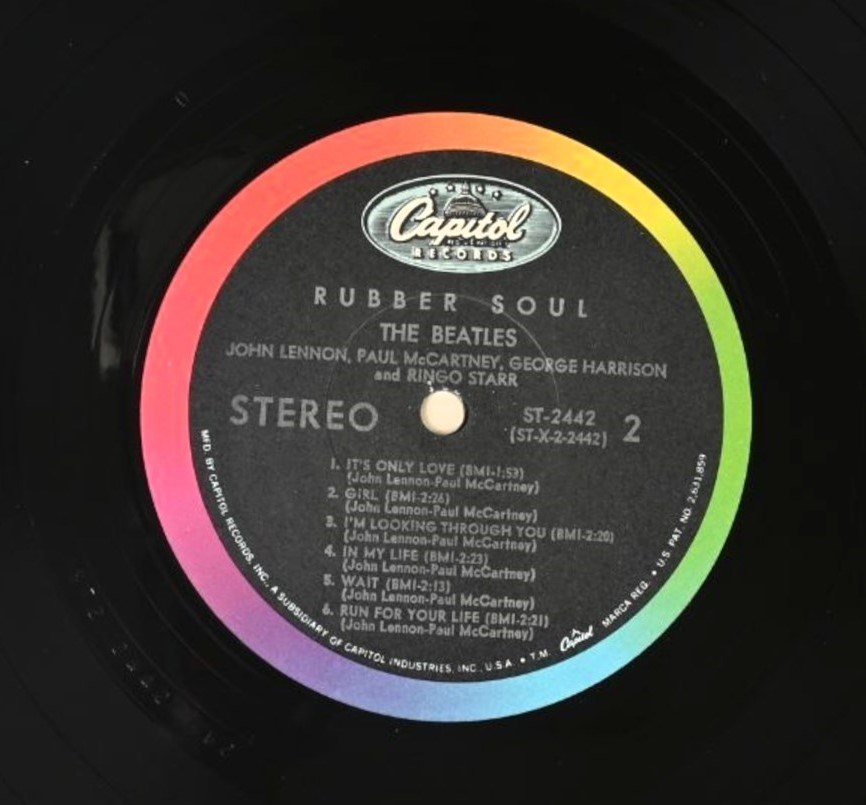 Capitol
RECORDS
RUBBER SOUL
THE BEATLES
JOHN LENNON, PAUL McCARTNEY, GEORGE HARRISON
and RINGO STARR
STEREO
ST-2442
(ST-X-2-2442)
2
1. IT'S ONLY LOVE (BMI-1:53)
(John Lennon-Paul McCartney)
2. GIRL (BMI-2:26)
(John Lennon-Paul McCartney)
3. I'M LOOKING THROUGH YOU (BMI-2:20)
(John Lennon-Paul McCartney)
4. IN MY LIFE (BMI-2:23)
(John Lennon-Paul McCartney)
5. WAIT (BMI-2:13)
(John Lennon-Paul McCartney)
6. RUN FOR YOUR LIFE (BMI-2:21)
(John Lennon-Paul McCartney)
MFD. BY CAPITOL RECORDS, INC., A SUBSIDIARY OF CAPITOL INDUSTRIES, INC., U.S.A. • T.M. Capitol MARCA REG. • U.S. PAT. NO. 2,631,859